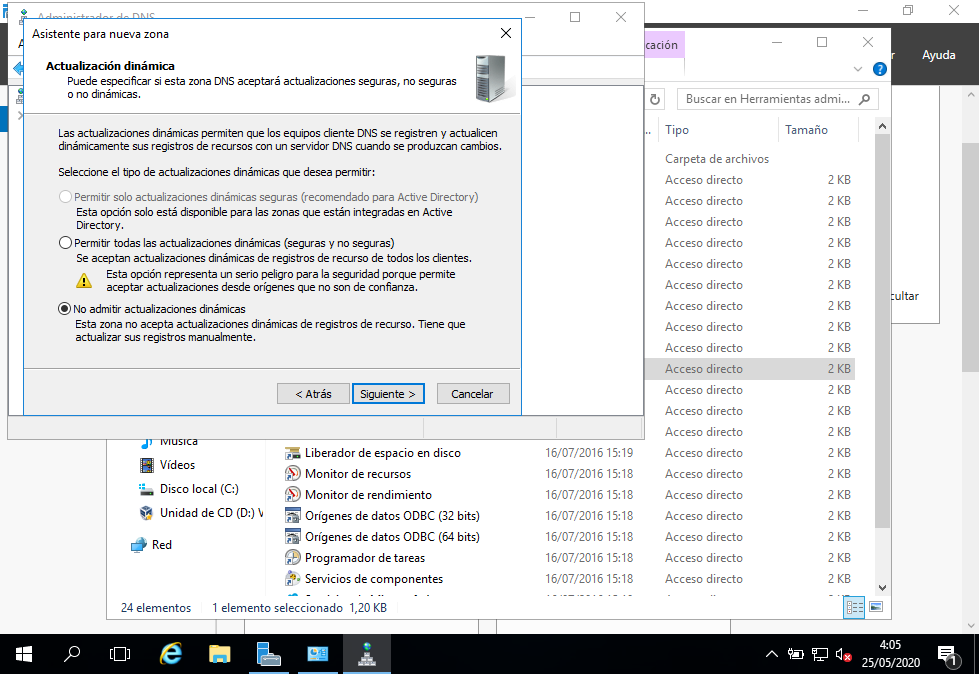 Administrador de DNS
Asistente para nueva zona
Actualización dinámica
Puede especificar si esta zona DNS aceptará actualizaciones seguras, no seguras
o no dinámicas.
Las actualizaciones dinámicas permiten que los equipos cliente DNS se registren y actualicen
dinámicamente sus registros de recursos con un servidor DNS cuando se produzcan cambios.
Seleccione el tipo de actualizaciones dinámicas que desea permitir:
Permitir solo actualizaciones dinámicas seguras (recomendado para Active Directory)
Esta opción solo está disponible para las zonas que están integradas en Active
Directory.
Permitir todas las actualizaciones dinámicas (seguras y no seguras)
Se aceptan actualizaciones dinámicas de registros de recurso de todos los clientes.
Esta opción representa un serio peligro para la seguridad porque permite
aceptar actualizaciones desde orígenes que no son de confianza.
No admitir actualizaciones dinámicas
Esta zona no acepta actualizaciones dinámicas de registros de recurso. Tiene que
actualizar sus registros manualmente.
< Atrás Siguiente > Cancelar
cación
r Ayuda
Buscar en Herramientas admi...
... Tipo Tamaño
Carpeta de archivos
Acceso directo 2 KB
Acceso directo 2 KB
Acceso directo 2 KB
Acceso directo 2 KB
Acceso directo 2 KB
Acceso directo 2 KB
cultar
Acceso directo 2 KB
Acceso directo 2 KB
Acceso directo 2 KB
Acceso directo 2 KB
Acceso directo 2 KB
Acceso directo 2 KB
Acceso directo 2 KB
Música
Vídeos
Disco local (C:)
Unidad de CD (D:) V
Red
Liberador de espacio en disco 16/07/2016 15:19 Acceso directo 2 KB
Monitor de recursos 16/07/2016 15:18 Acceso directo 2 KB
Monitor de rendimiento 16/07/2016 15:18 Acceso directo 2 KB
Orígenes de datos ODBC (32 bits) 16/07/2016 15:18 Acceso directo 2 KB
Orígenes de datos ODBC (64 bits) 16/07/2016 15:18 Acceso directo 2 KB
Programador de tareas 16/07/2016 15:18 Acceso directo 2 KB
Servicios de componentes 16/07/2016 15:18 Acceso directo 2 KB
24 elementos 1 elemento seleccionado 1,20 KB
4:05
25/05/2020
1